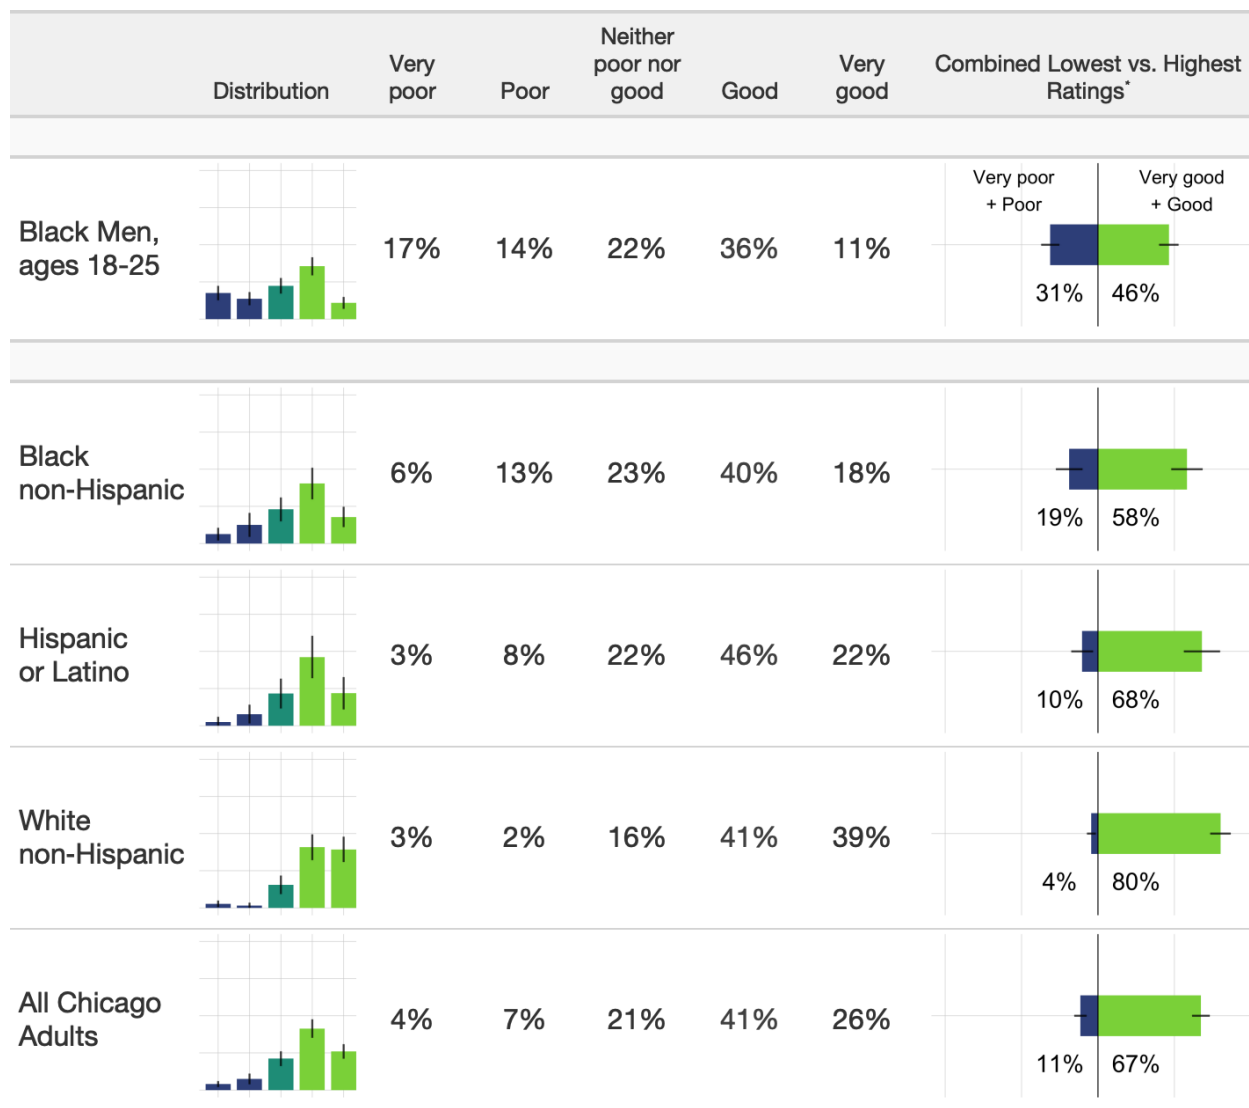 Distribution
Very
poor
Poor
Neither
poor nor
good
Good
Very
good
Combined Lowest vs. Highest
Ratings*
Black Men,
ages 18-25
17% 14% 22% 36% 11%
Very poor
+ Poor
Very good
+ Good
31% 46%
Black
non-Hispanic
6% 13% 23% 40% 18%
19% 58%
Hispanic
or Latino
3% 8% 22% 46% 22%
10% 68%
White
non-Hispanic
3% 2% 16% 41% 39%
4% 80%
All Chicago
Adults
4% 7% 21% 41% 26%
11% 67%